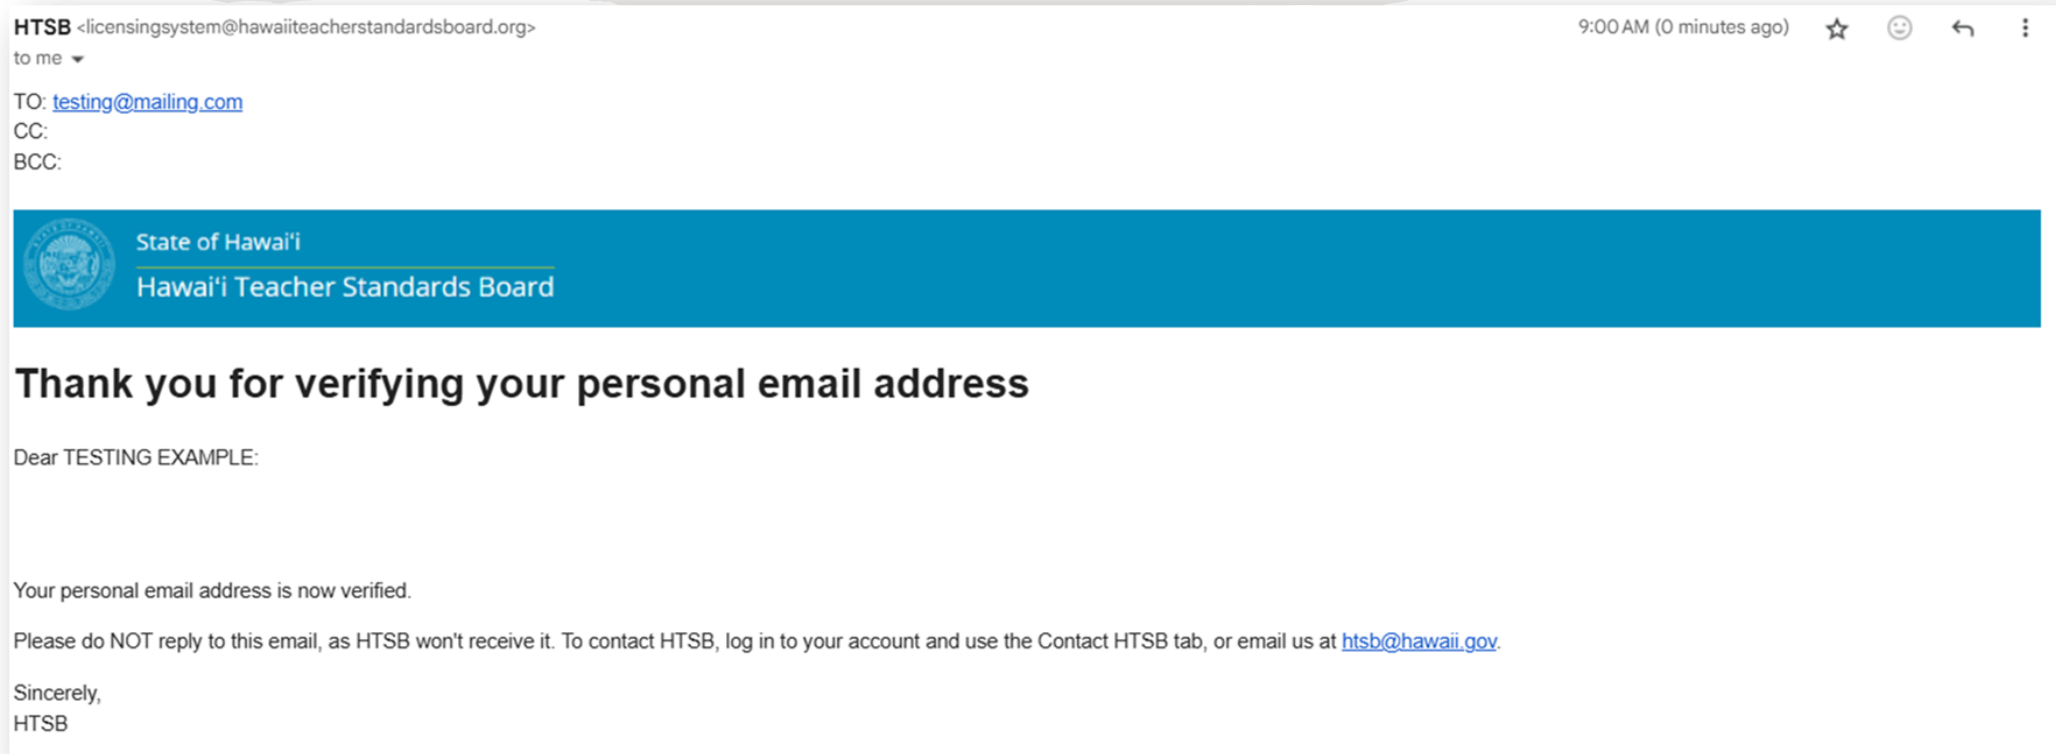 HTSB <licensingsystem@hawaiiteacherstandardsboard.org> 9:00 AM (0 minutes ago)
to me
TO: testing@mailing.com
CC:
BCC:
State of Hawaiʻi
Hawaiʻi Teacher Standards Board
Thank you for verifying your personal email address
Dear TESTING EXAMPLE:
Your personal email address is now verified.
Please do NOT reply to this email, as HTSB won't receive it. To contact HTSB, log in to your account and use the Contact HTSB tab, or email us at htsb@hawaii.gov.
Sincerely,
HTSB